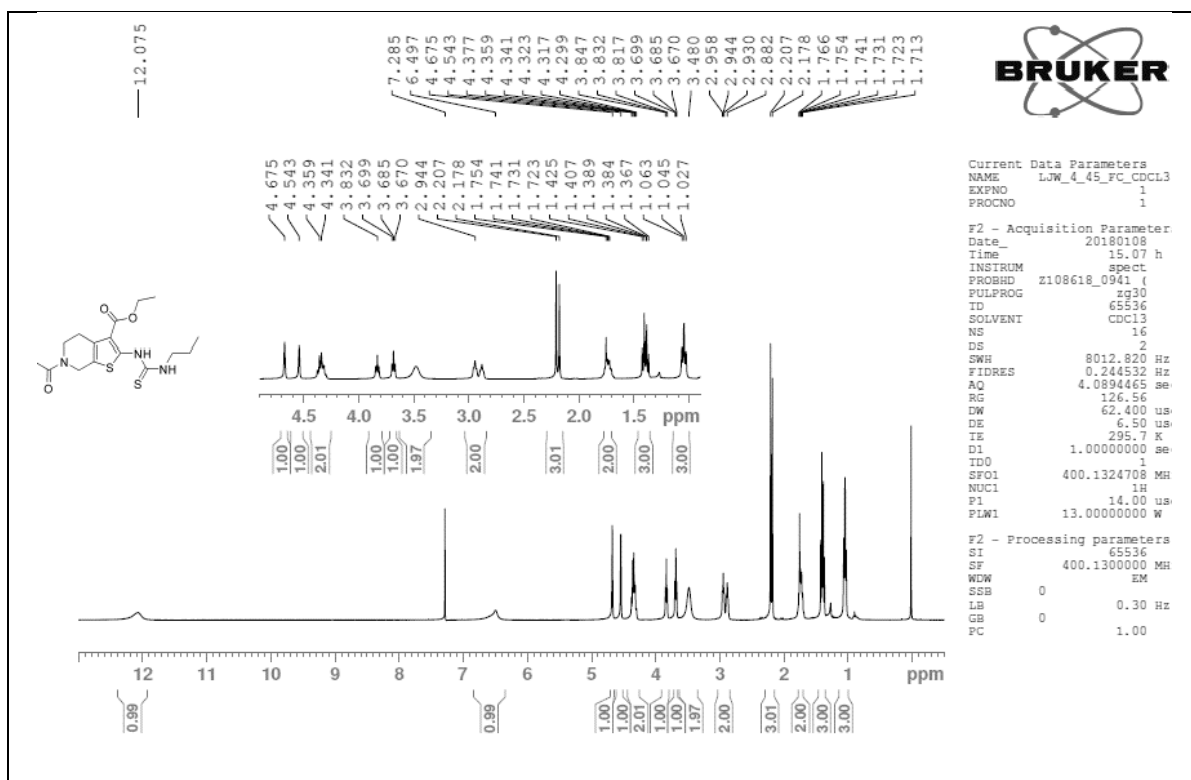 12.075
7.285
6.497
4.675
4.543
4.377
4.359
4.341
4.323
4.317
4.299
3.847
3.832
3.817
3.699
3.685
3.670
3.480
2.958
2.944
2.930
2.882
2.207
2.178
1.766
1.754
1.741
1.731
1.723
1.713
BRUKER
4.675
4.543
4.359
4.341
3.832
3.699
3.685
3.670
2.944
2.207
2.178
1.754
1.741
1.731
1.723
1.425
1.407
1.389
1.384
1.367
1.063
1.045
1.027
4.5 4.0 3.5 3.0 2.5 2.0 1.5 ppm
1.00 1.00 2.01 1.00 1.00 1.97 2.00 3.01 2.00 3.00 3.00
O O
N S NH NH
O S
12 11 10 9 8 7 6 5 4 3 2 1 ppm
0.99 0.99 1.00 1.00 2.01 1.00 1.00 1.97 2.00 3.01 2.00 3.00 3.00
Current Data Parameters
NAME LJW_4_45_FC_CDCL3
EXPNO 1
PROCNO 1
F2 - Acquisition Parameter
Date_ 20180108
Time 15.07 h
INSTRUM spect
PROBHD Z108618_0941 (
PULPROG zg30
TD 65536
SOLVENT CDCl3
NS 16
DS 2
SWH 8012.820 Hz
FIDRES 0.244532 Hz
AQ 4.0894465 se
RG 126.56
DW 62.400 us
DE 6.50 us
TE 295.7 K
D1 1.00000000 se
TD0 1
SFO1 400.1324708 MH
NUC1 1H
P1 14.00 us
PLW1 13.00000000 W
F2 - Processing parameters
SI 65536
SF 400.1300000 MH
WDW EM
SSB 0
LB 0.30 Hz
GB 0
PC 1.00